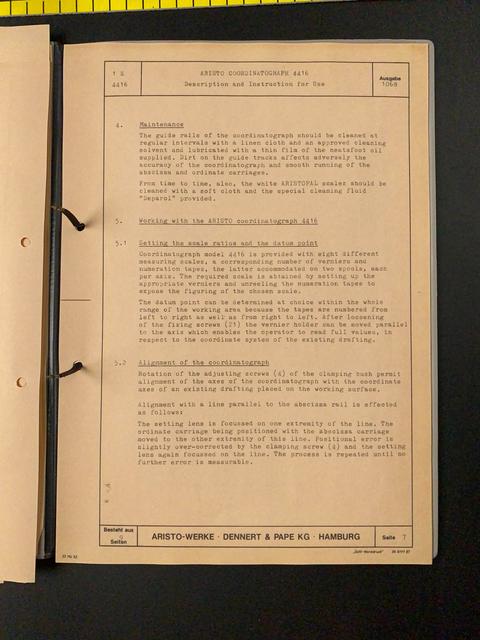 1 E
4416
ARISTO COORDINATOGRAPH 4416
Description and Instruction for Use
Ausgabe
1068
4. Maintenance
The guide rails of the coordinatograph should be cleaned at
regular intervals with a linen cloth and an approved cleaning
solvent and lubricated with a thin film of the neatsfoot oil
supplied. Dirt on the guide tracks affects adversely the
accuracy of the coordinatograph and smooth running of the
abscissa and ordinate carriages.
From time to time, also, the white ARISTOPAL scales should be
cleaned with a soft cloth and the special cleaning fluid
"Deparol" provided.
5. Working with the ARISTO coordinatograph 4416
5.1 Setting the scale ratios and the datum point
Coordinatograph model 4416 is provided with eight different
measuring scales, a corresponding number of verniers and
numeration tapes, the latter accommodated on two spools, each
per axis. The required scale is obtained by setting up the
appropriate verniers and unreeling the numeration tapes to
expose the figuring of the chosen scale.
The datum point can be determined at choice within the whole
range of the working area because the tapes are numbered from
left to right as well as from right to left. After loosening
of the fixing screws (21) the vernier holder can be moved parallel
to the axis which enables the operator to read full values, in
respect to the coordinate system of the existing drafting.
5.2 Alignment of the coordinatograph
Rotation of the adjusting screws (4) of the clamping bush permit
alignment of the axes of the coordinatograph with the coordinate
axes of an existing drafting placed on the working surface.
Alignment with a line parallel to the abscissa rail is effected
as follows:
The setting lens is focussed on one extremity of the line. The
ordinate carriage being positioned with the abscissa carriage
moved to the other extremity of this line. Positional error is
slightly over-corrected by the clamping screw (4) and the setting
lens again focussed on the line. The process is repeated until no
further error is measurable.
Besteht aus
9
Seiten
ARISTO-WERKE · DENNERT & PAPE KG · HAMBURG
Seite 7